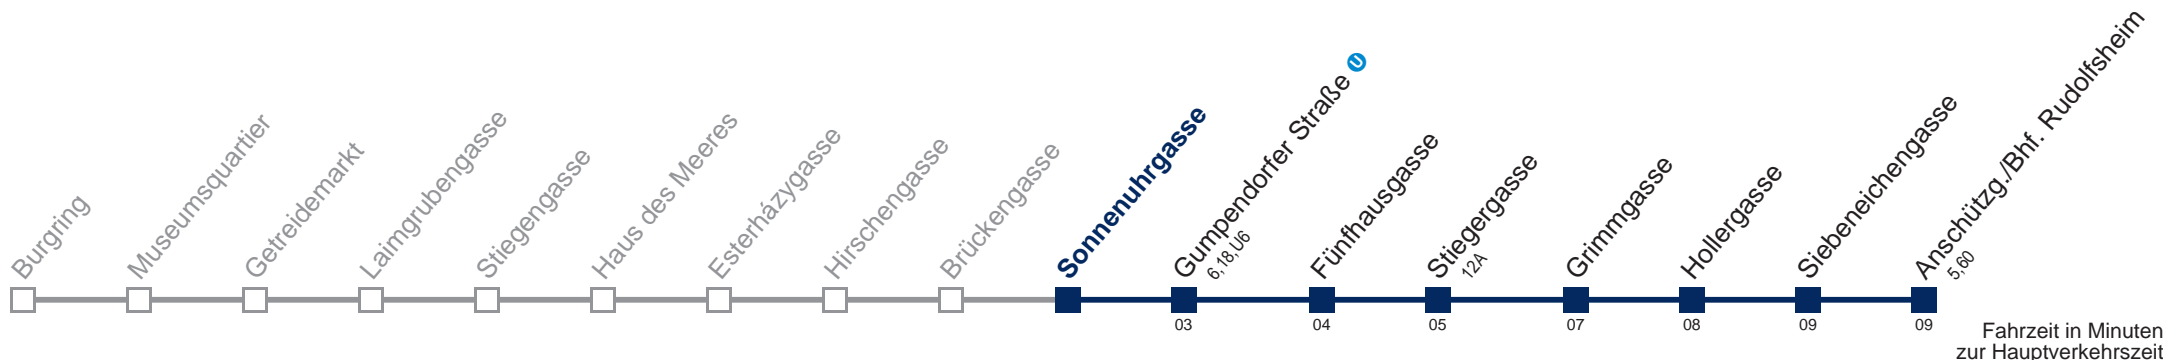 Burgring
Museumsquartier
Getreidemarkt
Laimgrubengasse
Stiegengasse
Haus des Meeres
Esterházygasse
Hirschengasse
Brückengasse
Sonnenuhrgasse
Gumpendorfer Straße U
6,18,U6
Fünfhausgasse
Stiegergasse
12A
Grimmgasse
Hollergasse
Siebeneichengasse
Anschützg./Bhf. Rudolfsheim
5,60
03 04 05 07 08 09 09
Fahrzeit in Minuten
zur Hauptverkehrszeit